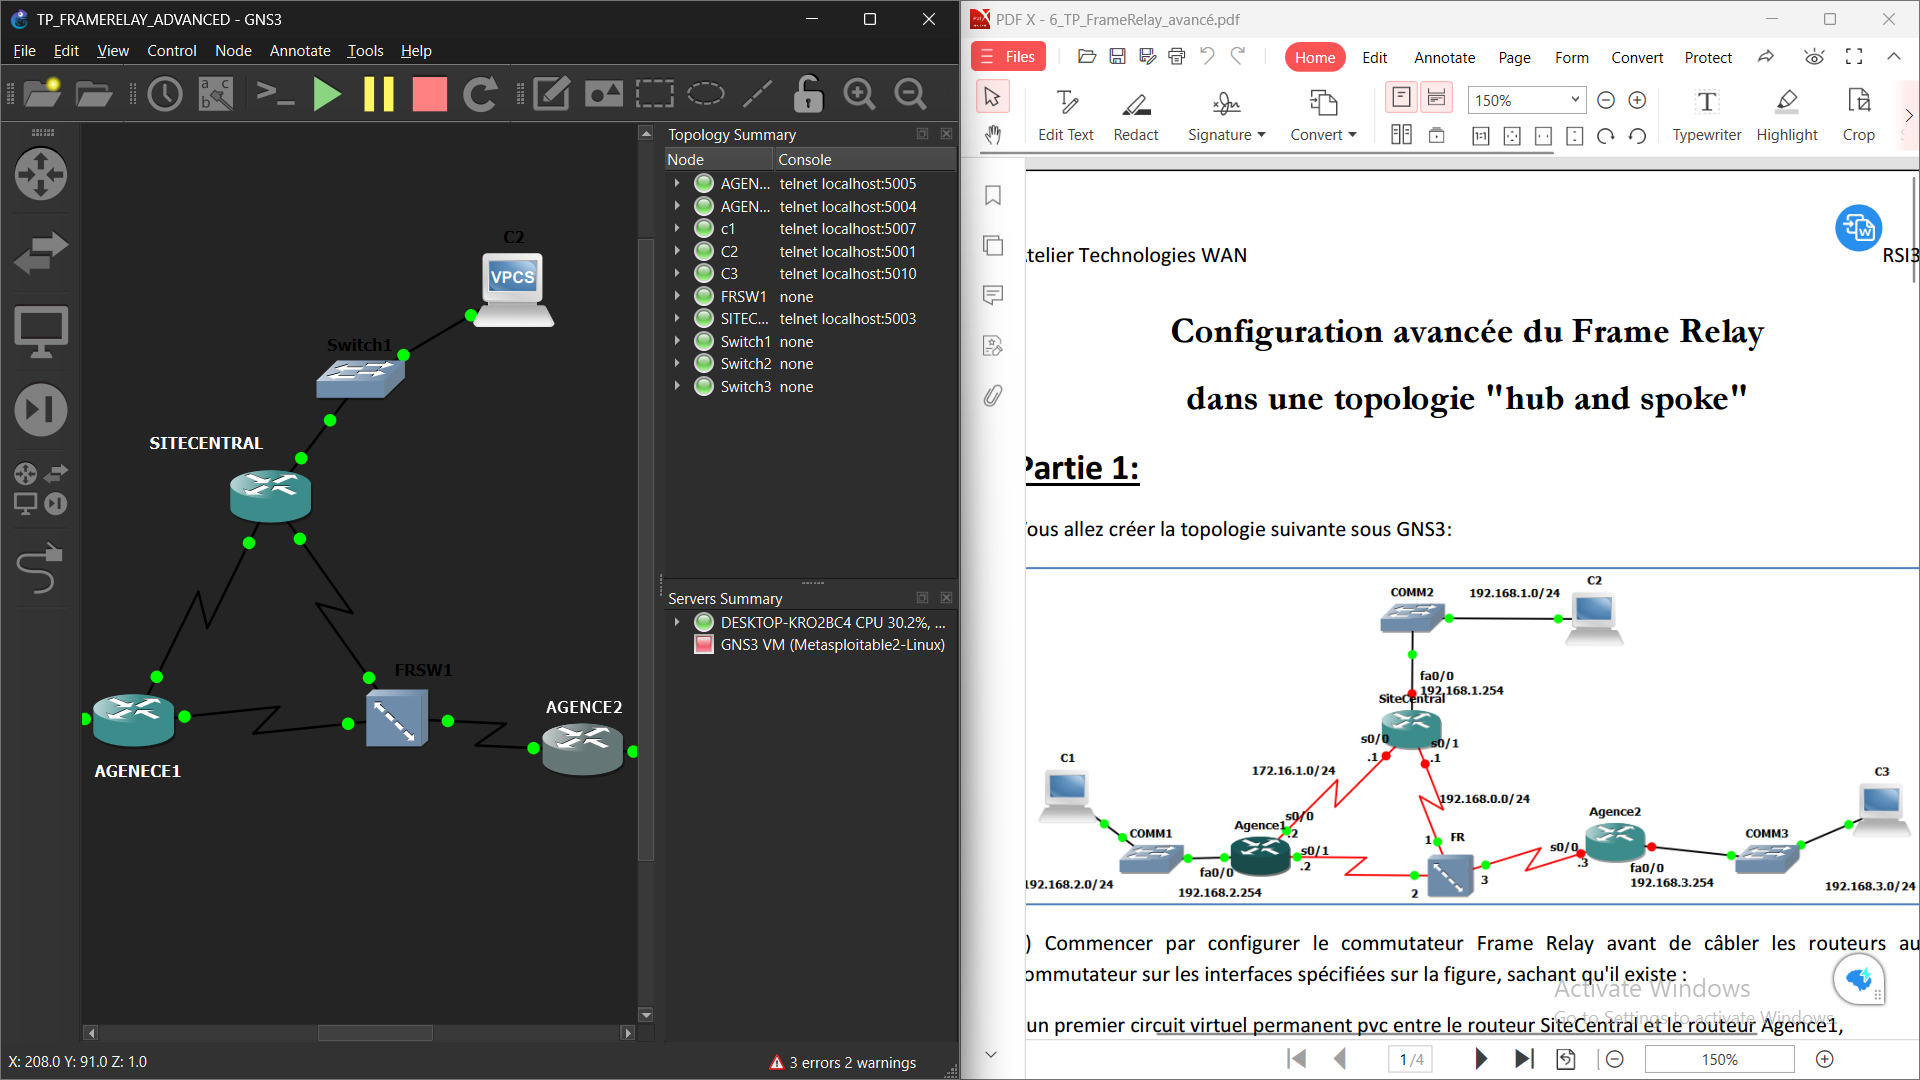 TP_FRAMERELAY_ADVANCED - GNS3
File Edit View Control Node Annotate Tools Help
Topology Summary
Node Console
AGEN... telnet localhost:5005
AGEN... telnet localhost:5004
c1 telnet localhost:5007
C2 telnet localhost:5001
C3 telnet localhost:5010
FRSW1 none
SITEC... telnet localhost:5003
Switch1 none
Switch2 none
Switch3 none
C2
VPCS
Switch1
SITECENTRAL
FRSW1
AGENCE2
AGENECE1
Servers Summary
DESKTOP-KRO2BC4 CPU 30.2%, ...
GNS3 VM (Metasploitable2-Linux)
X: 208.0 Y: 91.0 Z: 1.0
3 errors 2 warnings
PDF X - 6_TP_FrameRelay_avancé.pdf
Files
Home Edit Annotate Page Form Convert Protect
150%
Edit Text Redact Signature Convert
1:1
Typewriter Highlight Crop
telier Technologies WAN
RSI3
Configuration avancée du Frame Relay
dans une topologie "hub and spoke"
Partie 1:
ous allez créer la topologie suivante sous GNS3:
C2
COMM2
192.168.1.0/24
fa0/0
192.168.1.254
SiteCentral
s0/0
s0/1
.1
.1
C1
172.16.1.0/24
C3
192.168.0.0/24
Agence2
s0/0
Agence1
.2
COMM1
1
FR
COMM3
s0/1
s0/0
.2
.3
fa0/0
fa0/0
3
192.168.2.0/24
192.168.2.254
2
192.168.3.254
192.168.3.0/24
) Commencer par configurer le commutateur Frame Relay avant de câbler les routeurs au
ommutateur sur les interfaces spécifiées sur la figure, sachant qu'il existe :
un premier circuit virtuel permanent pvc entre le routeur SiteCentral et le routeur Agence1,
Activate Windows
Go to Settings to activate Windows.
1/4
150%